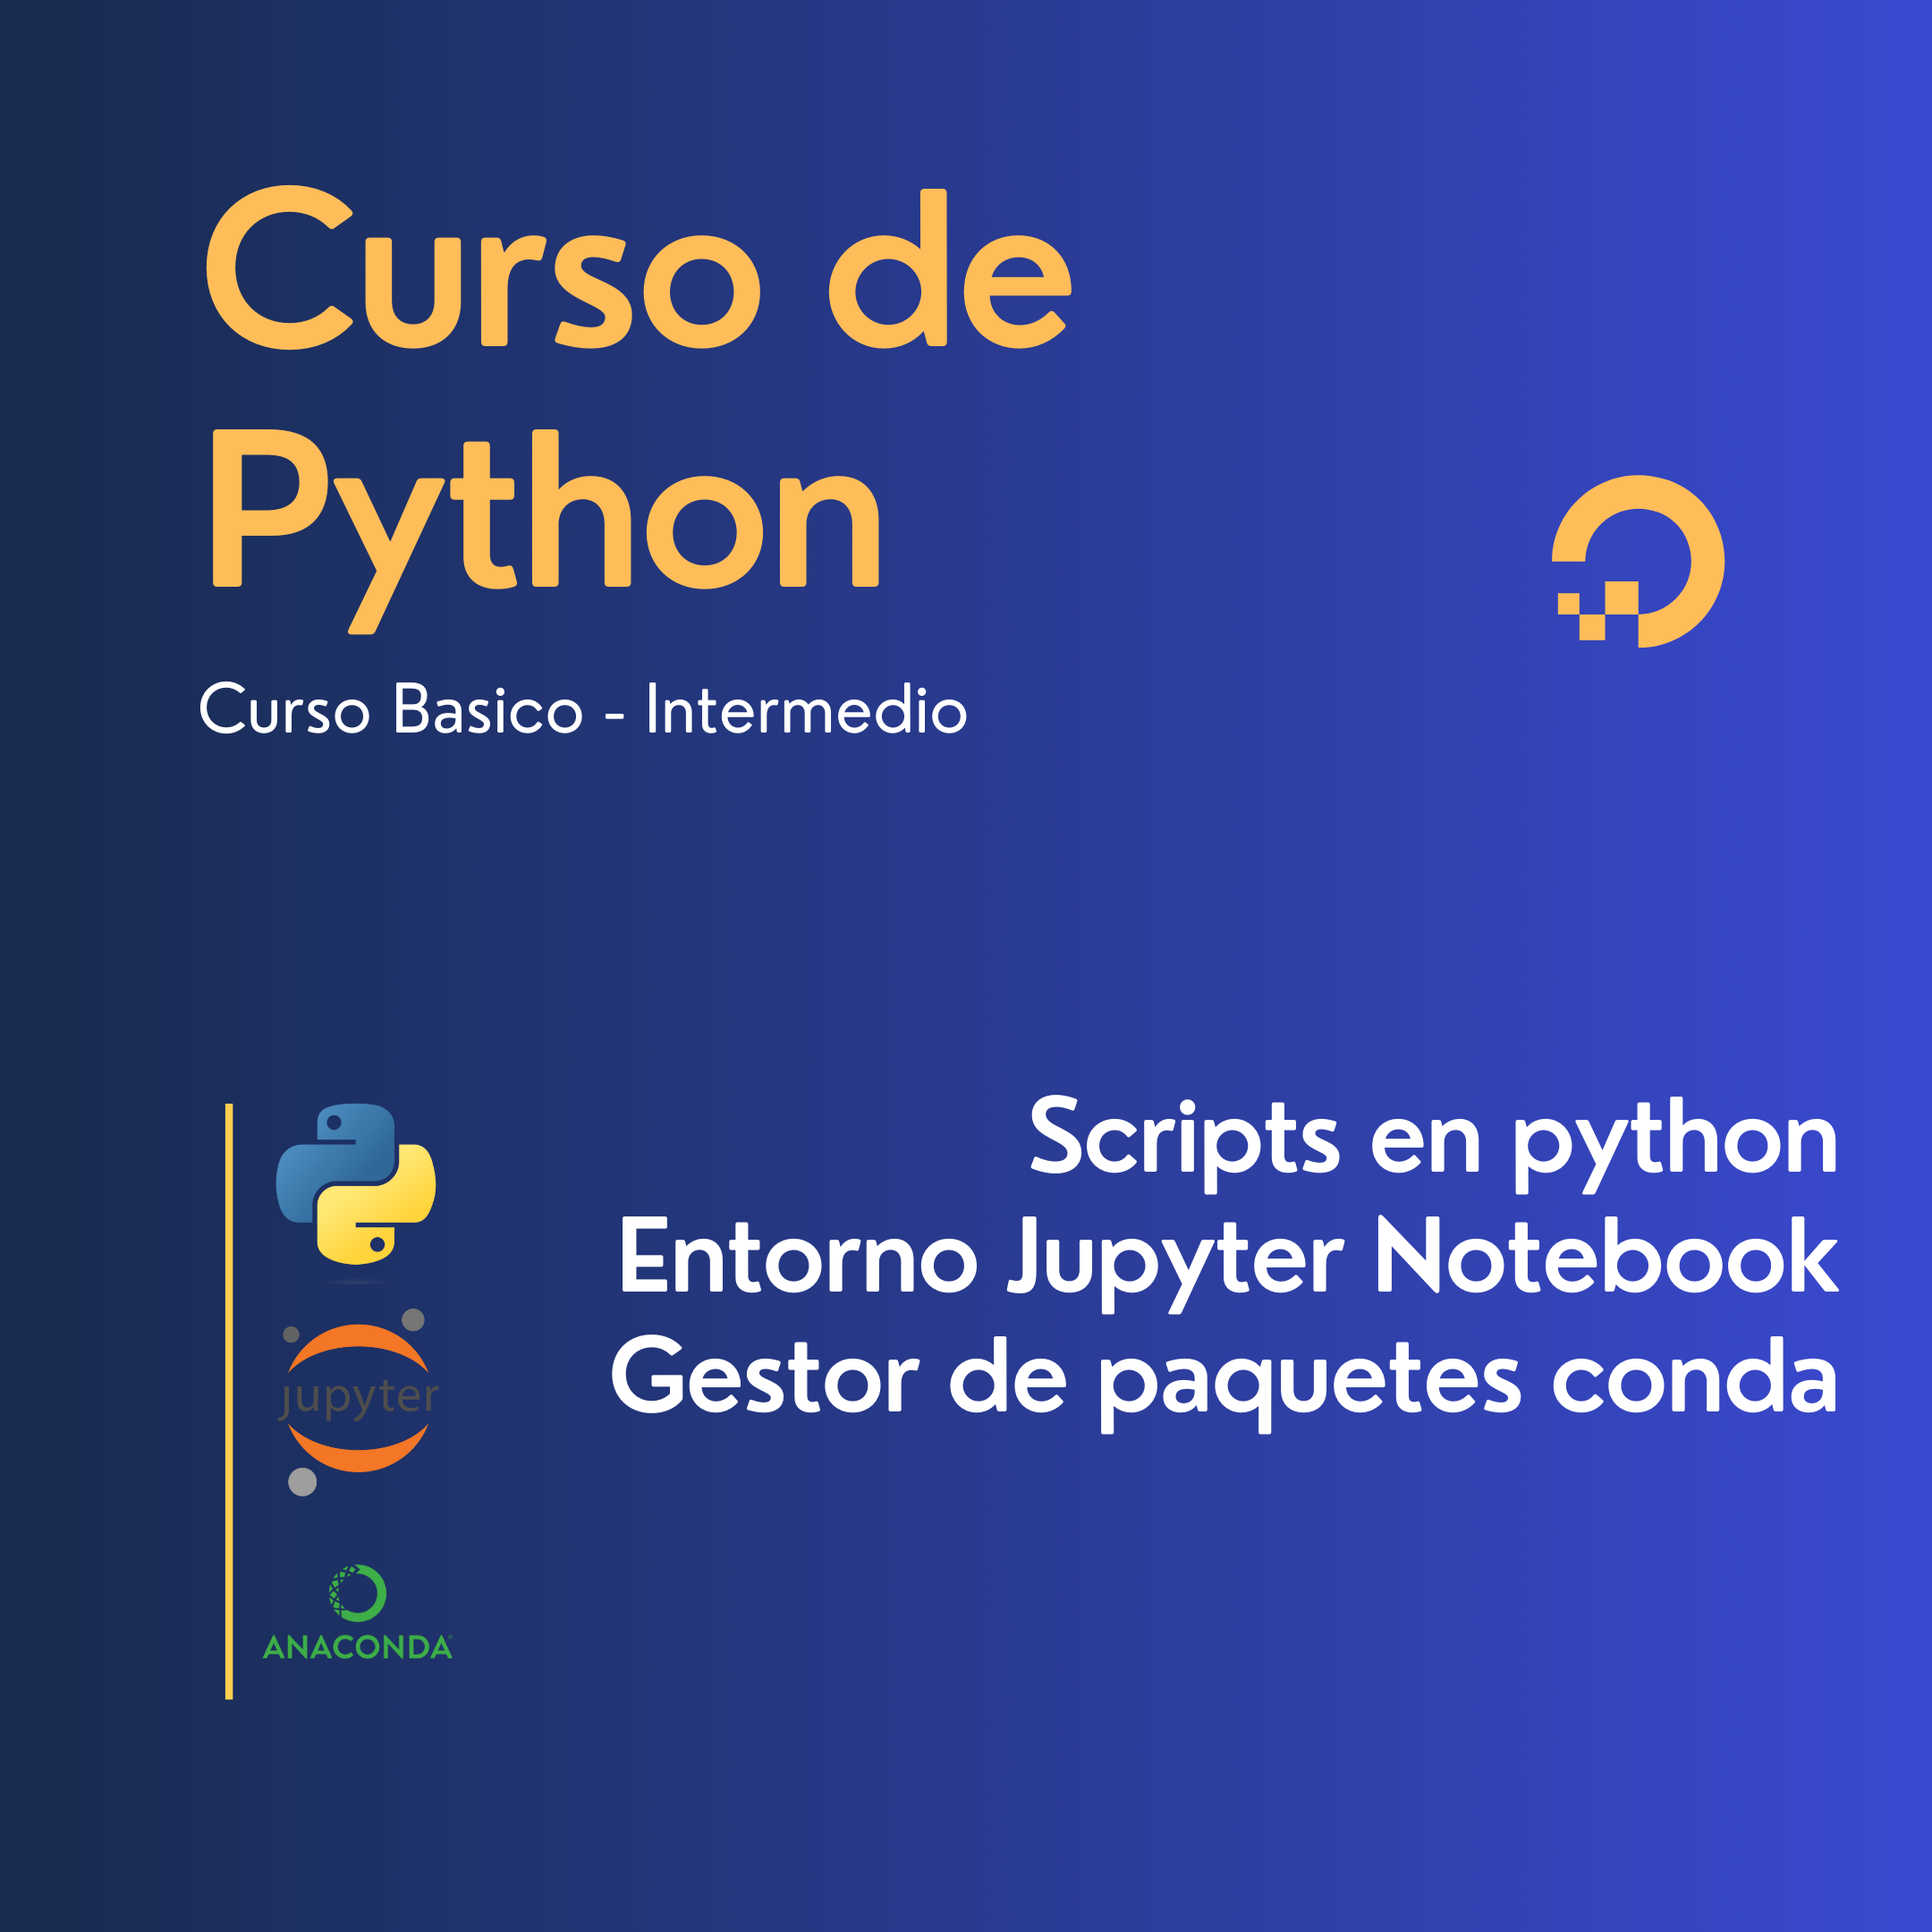 Curso de
Python
Curso Basico - Intermedio
Scripts en python
Entorno Jupyter Notebook
Gestor de paquetes conda
jupyter
ANACONDA®